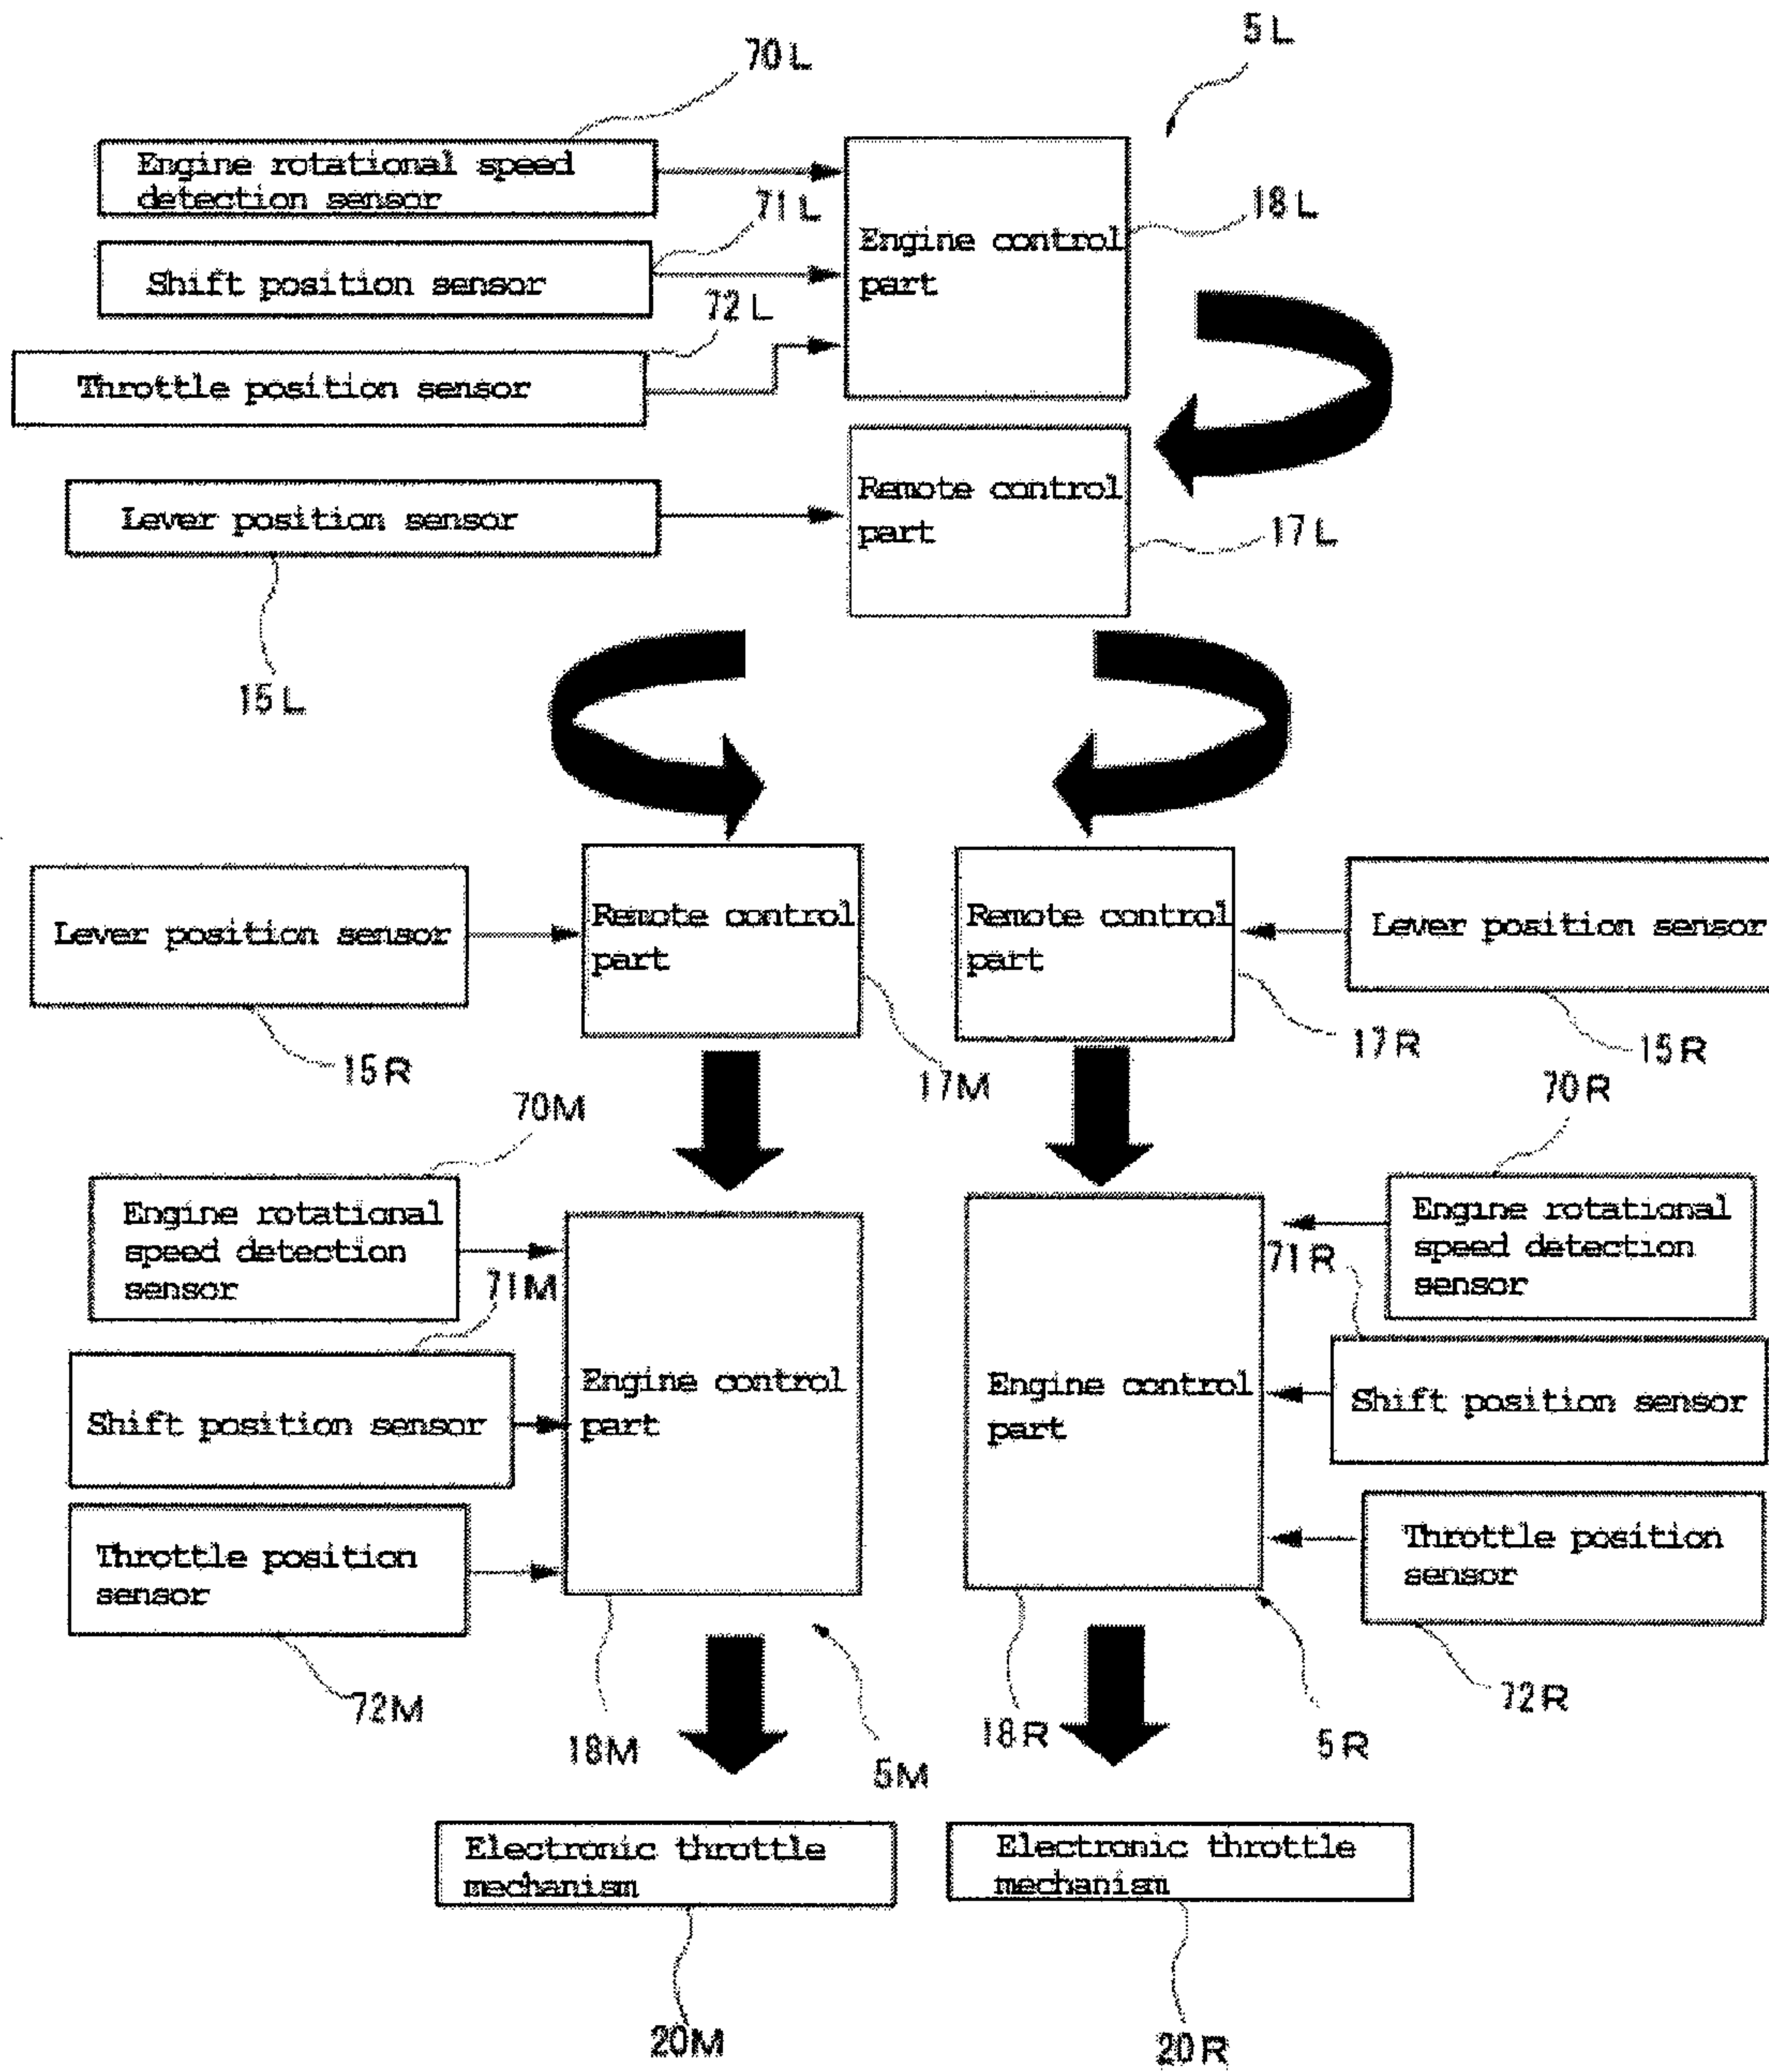 5L
70L
Engine rotational speed
detection sensor
71L
18L
Engine control
part
Shift position sensor
72L
Throttle position sensor
Remote control
part
Lever position sensor
17L
15L
Lever position sensor
Remote control
part
Remote control
part
Lever position sensor
15R
17M
17R
15R
70M
70R
Engine rotational
speed detection
sensor
Engine rotational
speed detection
sensor
71M
71R
Engine control
part
Engine control
part
Shift position sensor
Shift position sensor
Throttle position
sensor
Throttle position
sensor
72M
18M
5M
18R
5R
72R
Electronic throttle
mechanism
Electronic throttle
mechanism
20M
20R